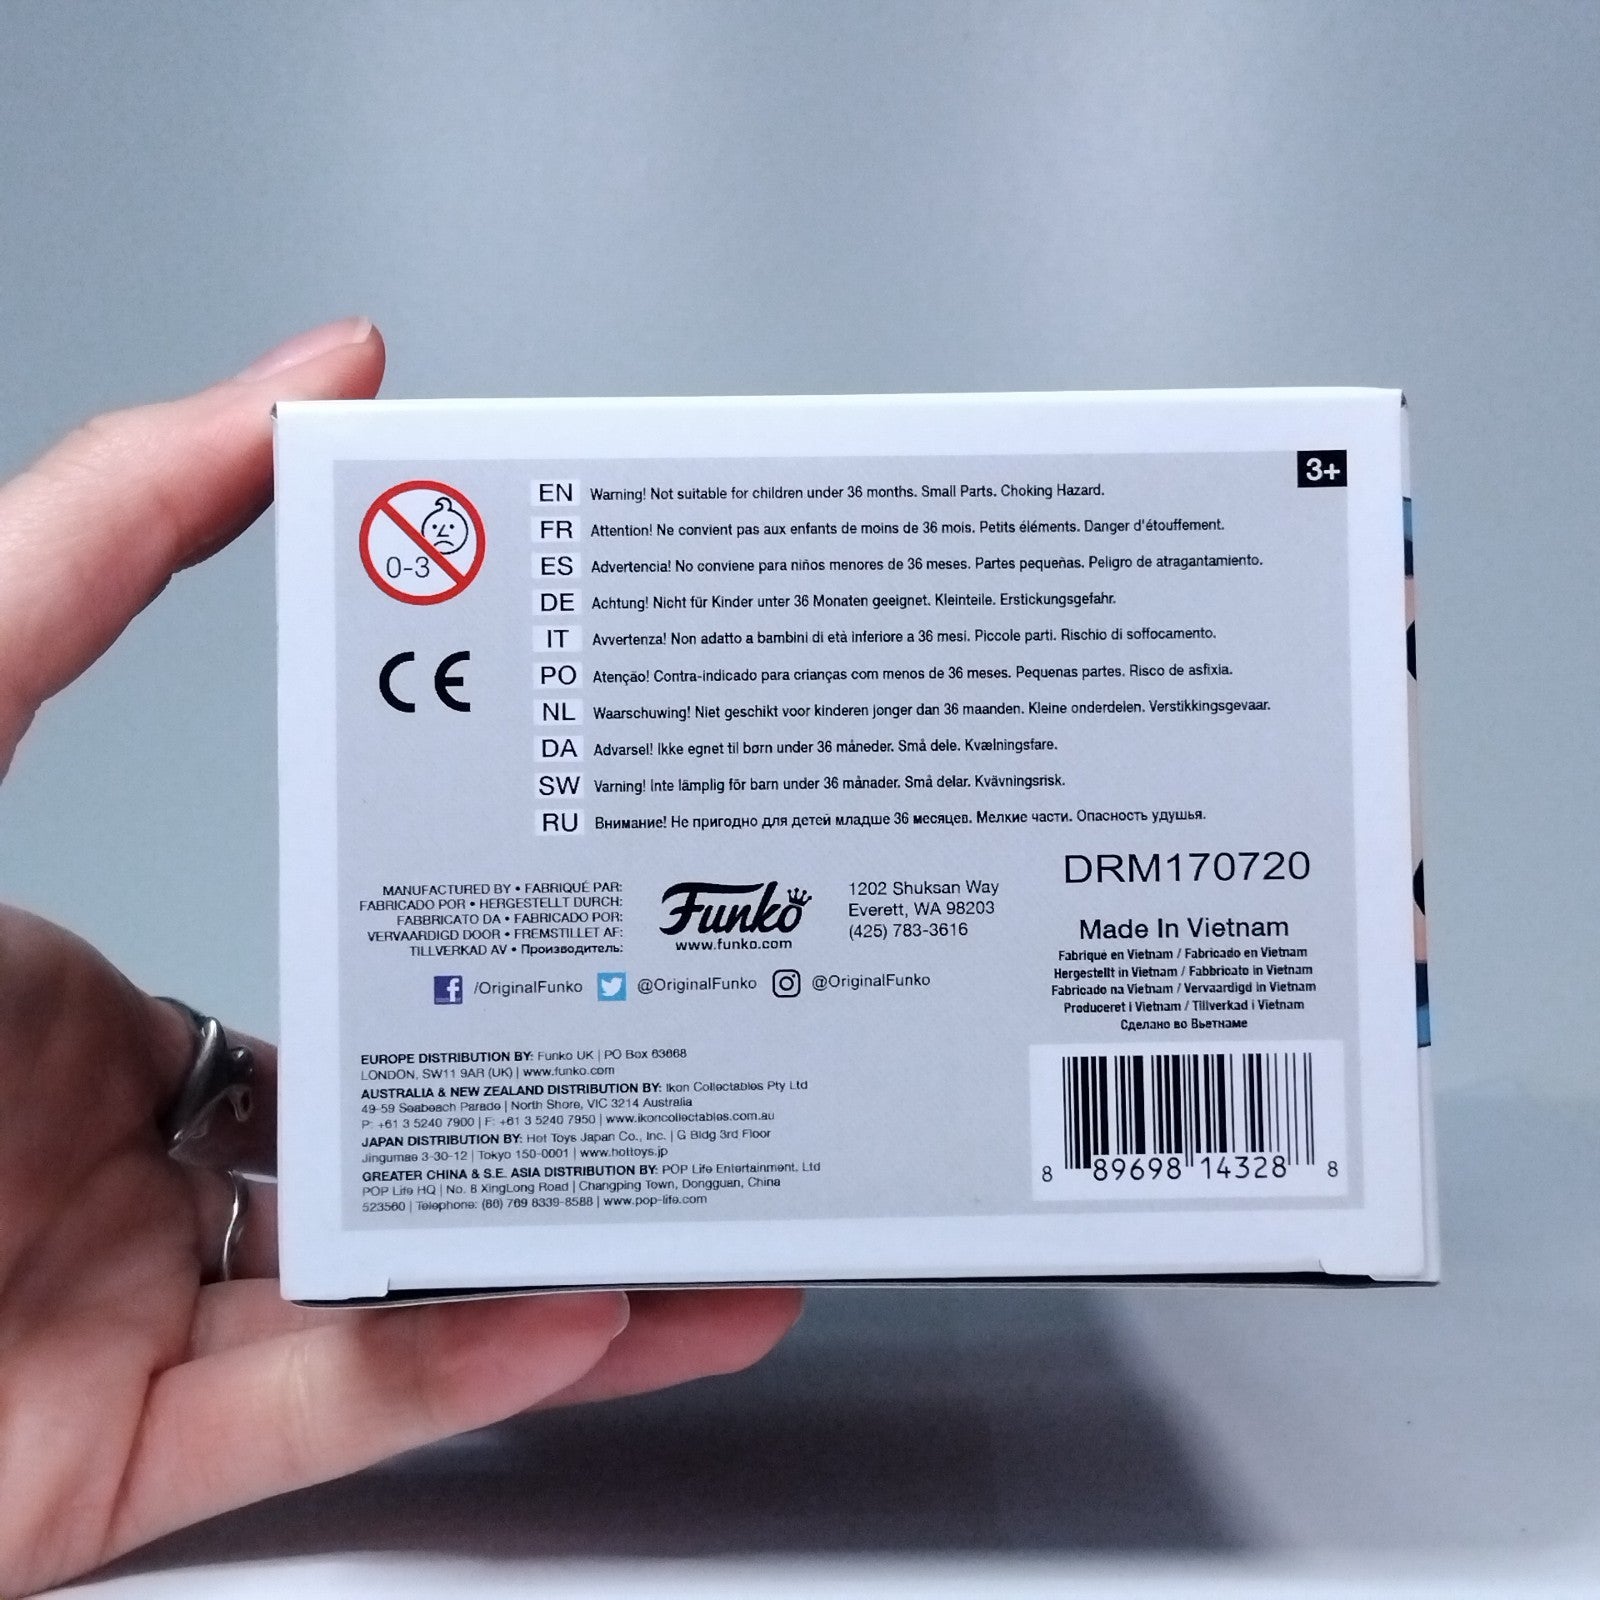 3+
0-3
EN Warning! Not suitable for children under 36 months. Small Parts. Choking Hazard.
FR Attention! Ne convient pas aux enfants de moins de 36 mois. Petits éléments. Danger d'étouffement.
ES Advertencia! No conviene para niños menores de 36 meses. Partes pequeñas. Peligro de atragantamiento.
DE Achtung! Nicht für Kinder unter 36 Monaten geeignet. Kleinteile. Erstickungsgefahr.
IT Avvertenza! Non adatto a bambini di età inferiore a 36 mesi. Piccole parti. Rischio di soffocamento.
PO Atenção! Contra-indicado para crianças com menos de 36 meses. Pequenas partes. Risco de asfixia.
NL Waarschuwing! Niet geschikt voor kinderen jonger dan 36 maanden. Kleine onderdelen. Verstikkingsgevaar.
DA Advarsel! Ikke egnet til børn under 36 måneder. Små dele. Kvælningsfare.
SW Varning! Inte lämplig för barn under 36 månader. Små delar. Kvävningsrisk.
RU Внимание! Не пригодно для детей младше 36 месяцев. Мелкие части. Опасность удушья.
CE
MANUFACTURED BY • FABRIQUÉ PAR:
FABRICADO POR • HERGESTELLT DURCH:
FABBRICATO DA • FABRICADO POR:
VERVAARDIGD DOOR • FREMSTILLET AF:
TILLVERKAD AV • Производитель:
Funko
www.funko.com
1202 Shuksan Way
Everett, WA 98203
(425) 783-3616
/OriginalFunko @OriginalFunko @OriginalFunko
DRM170720
Made In Vietnam
Fabriqué en Vietnam / Fabricado en Vietnam
Hergestellt in Vietnam / Fabbricato in Vietnam
Fabricado na Vietnam / Vervaardigd in Vietnam
Produceret i Vietnam / Tillverkad i Vietnam
Сделано во Вьетнаме
EUROPE DISTRIBUTION BY: Funko UK | PO Box 63668
LONDON, SW11 9AR (UK) | www.funko.com
AUSTRALIA & NEW ZEALAND DISTRIBUTION BY: Ikon Collectables Pty Ltd
49-59 Seabeach Parade | North Shore, VIC 3214 Australia
P: +61 3 5240 7900 | F: +61 3 5240 7950 | www.ikoncollectables.com.au
JAPAN DISTRIBUTION BY: Hot Toys Japan Co., Inc. | G Bldg 3rd Floor
Jingumae 3-30-12 | Tokyo 150-0001 | www.hottoys.jp
GREATER CHINA & S.E. ASIA DISTRIBUTION BY: POP Life Entertainment. Ltd
POP Life HQ | No. 8 XingLong Road | Changping Town, Dongguan, China
523560 | Telephone: (86) 769 8339-8588 | www.pop-life.com
8 89698 14328 8